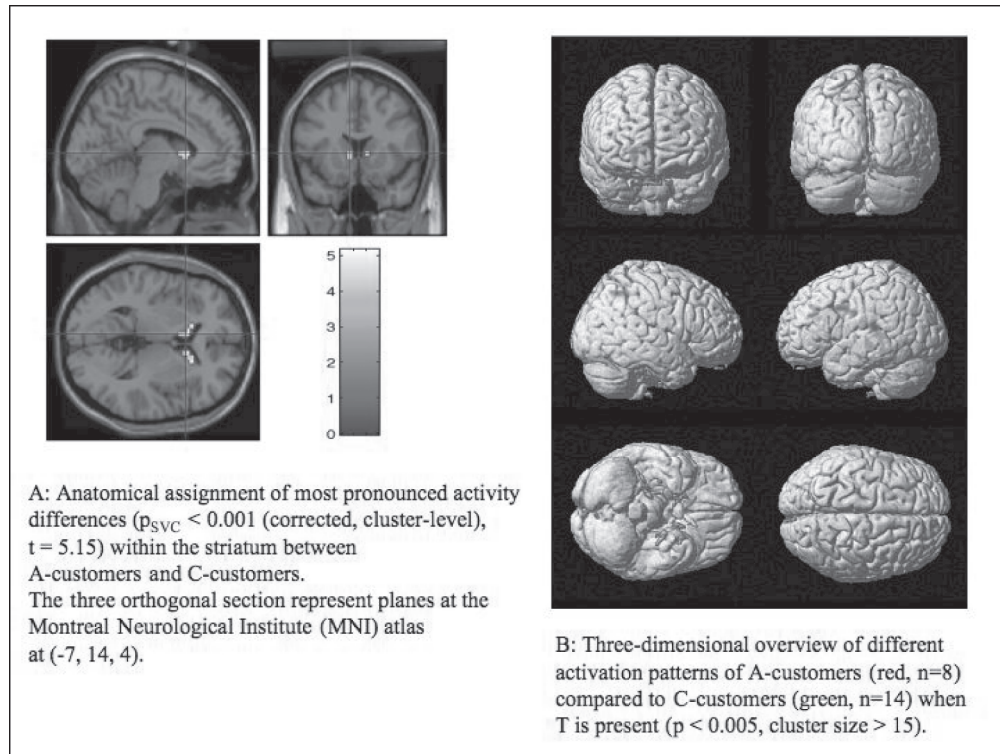 5
4
3
2
1
0
A: Anatomical assignment of most pronounced activity
differences (pSVC < 0.001 (corrected, cluster-level),
t = 5.15) within the striatum between
A-customers and C-customers.
The three orthogonal section represent planes at the
Montreal Neurological Institute (MNI) atlas
at (-7, 14, 4).
B: Three-dimensional overview of different
activation patterns of A-customers (red, n=8)
compared to C-customers (green, n=14) when
T is present (p < 0.005, cluster size > 15).